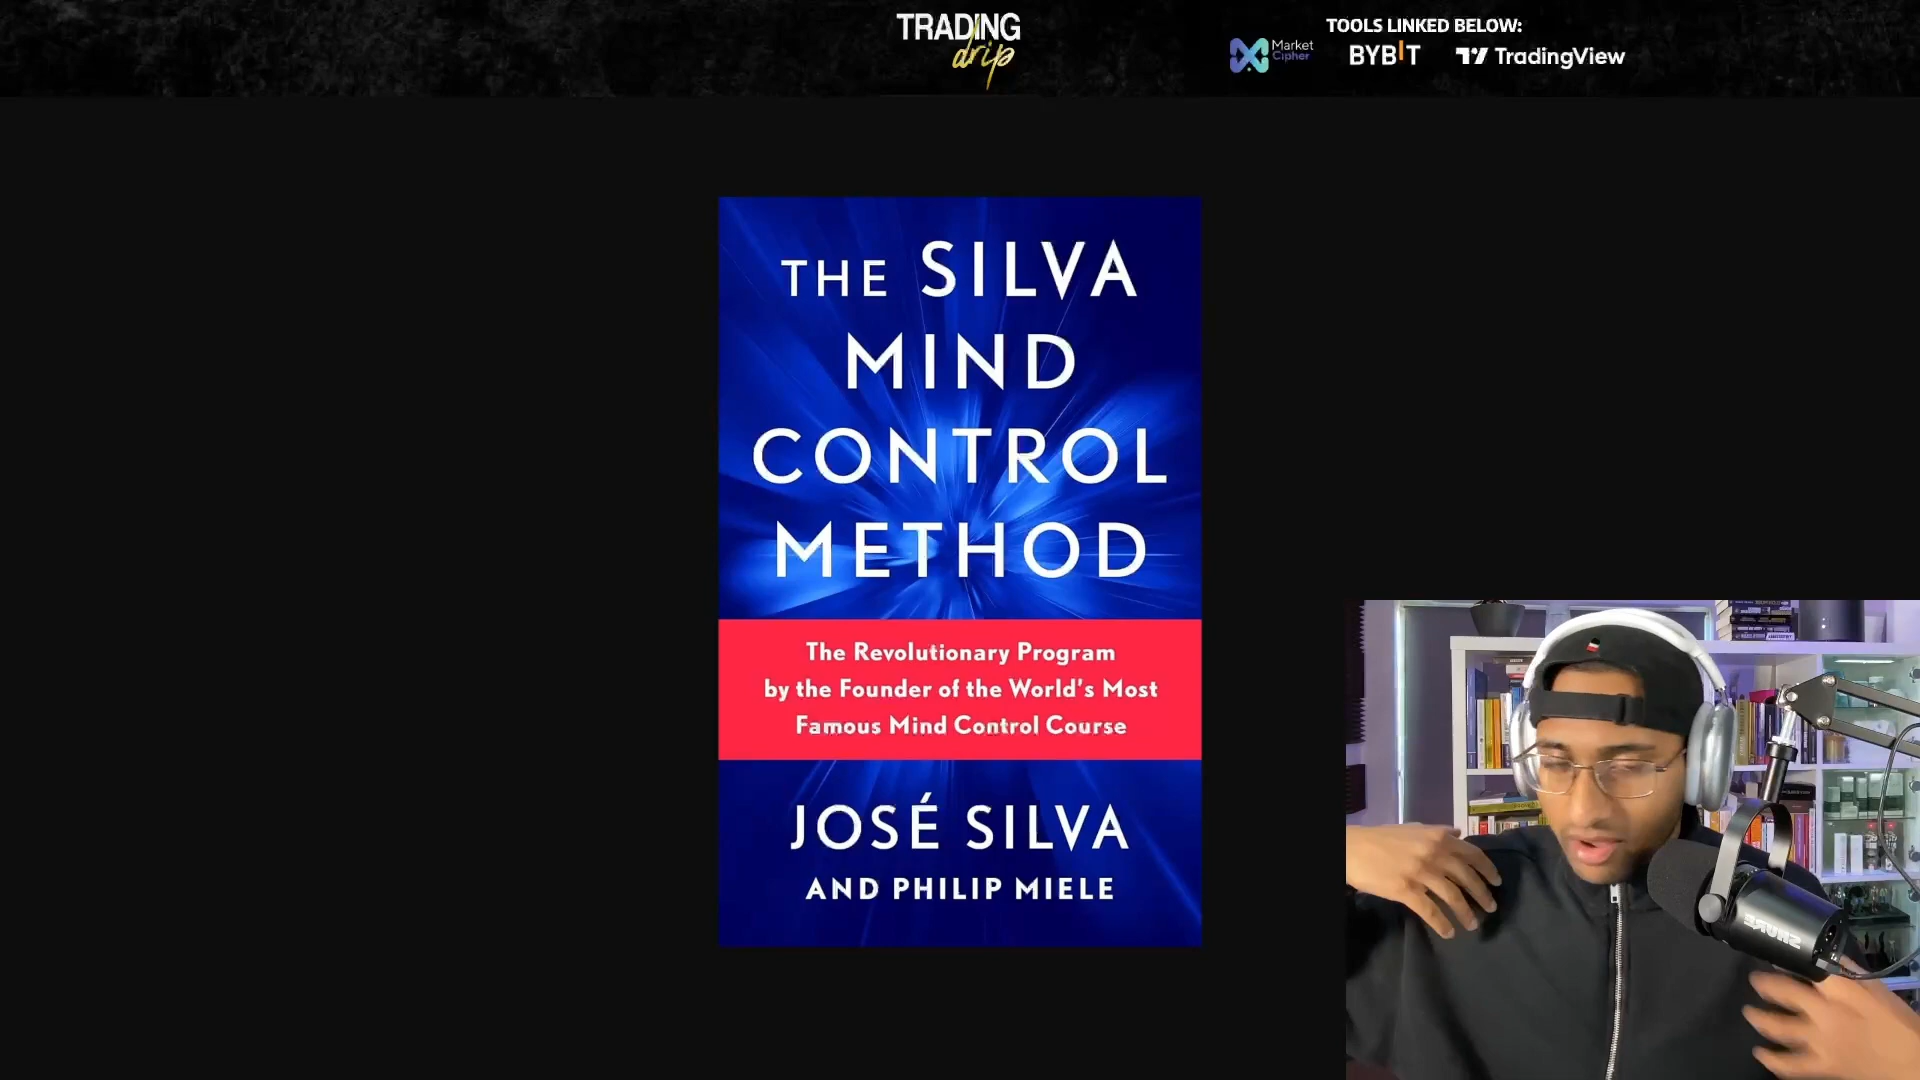 TRADING
drip
TOOLS LINKED BELOW:
Market
Cipher
BYBIT
TradingView
THE SILVA
MIND
CONTROL
METHOD
The Revolutionary Program
by the Founder of the World's Most
Famous Mind Control Course
JOSÉ SILVA
AND PHILIP MIELE
SHURE